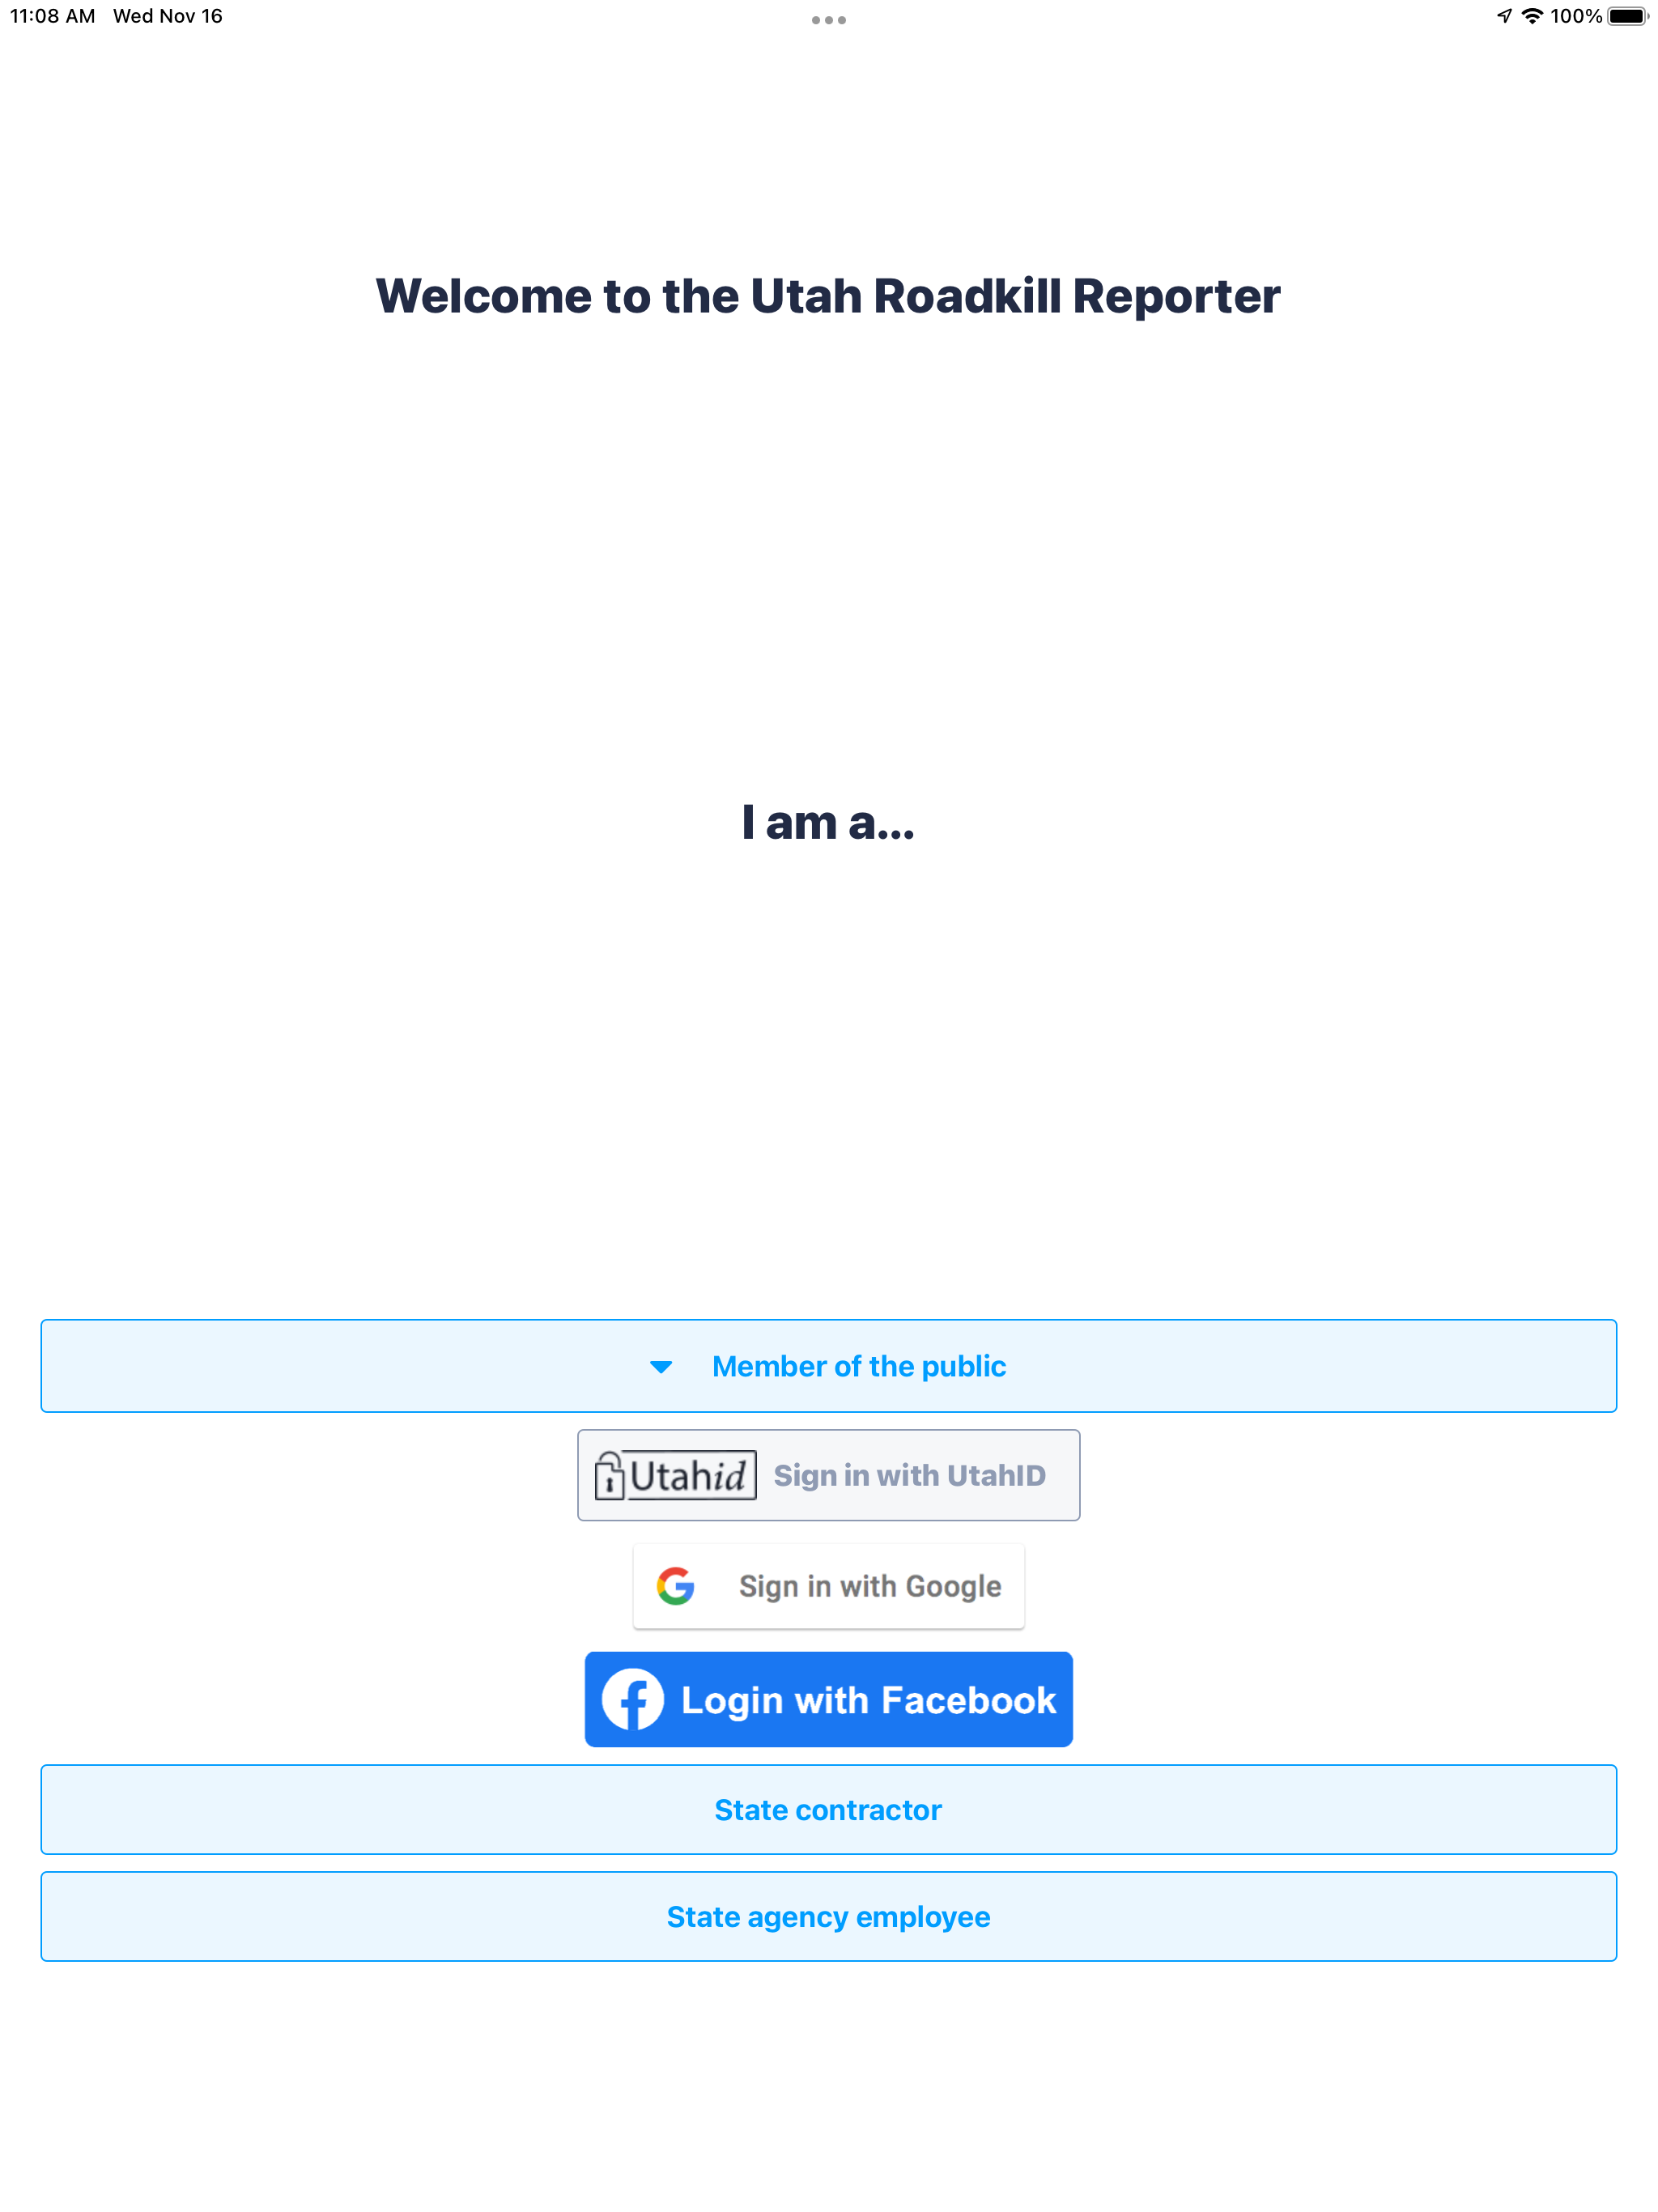 11:08 AM Wed Nov 16
100%
Welcome to the Utah Roadkill Reporter
I am a...
Member of the public
Utahid Sign in with UtahID
Sign in with Google
Login with Facebook
State contractor
State agency employee